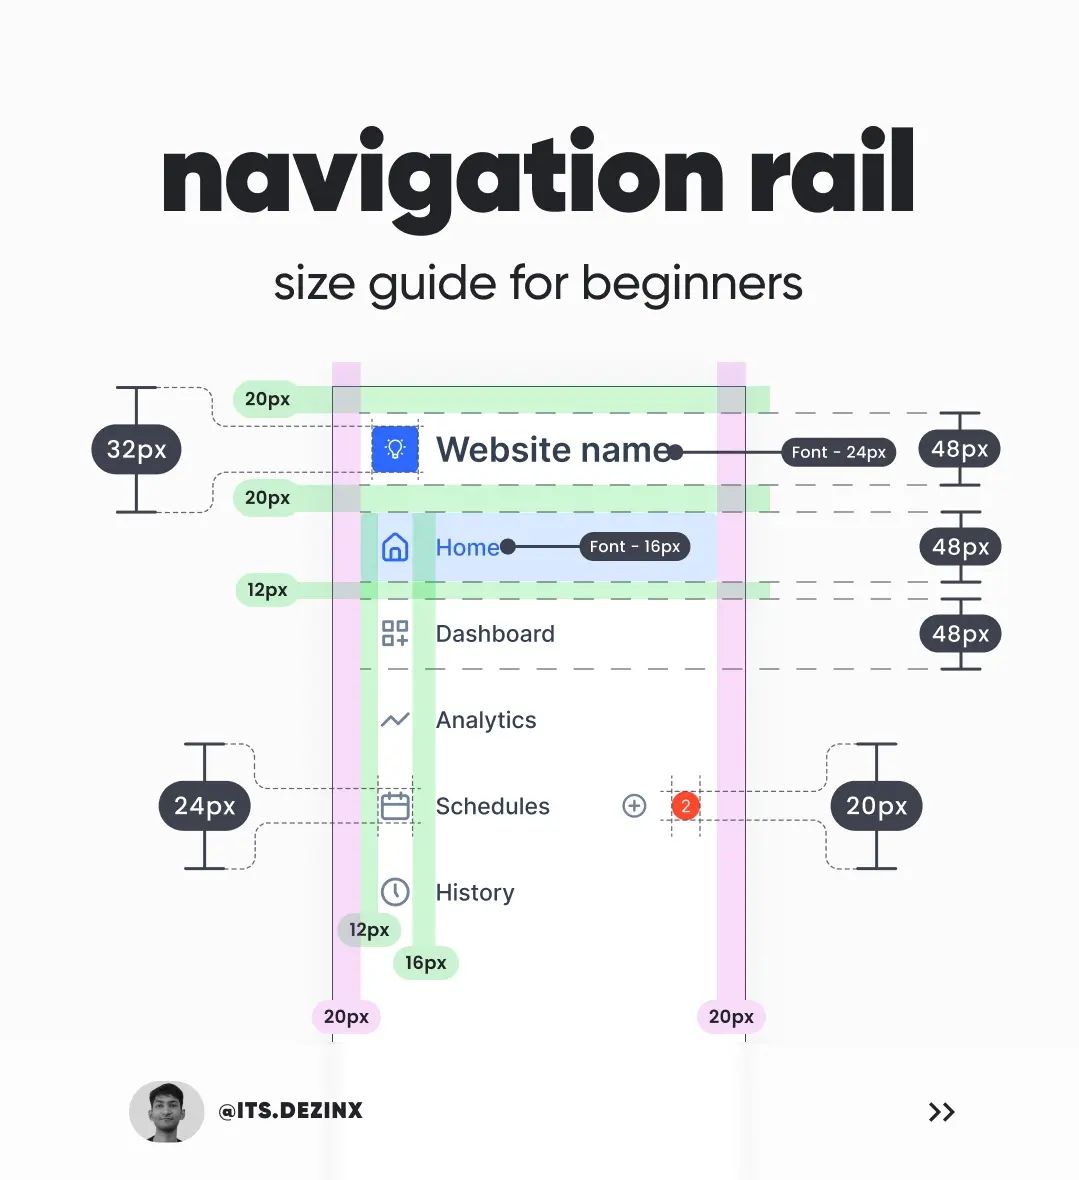 navigation rail
size guide for beginners
20px
32px
Website name
Font - 24px
48px
20px
Home
Font - 16px
48px
12px
Dashboard
48px
Analytics
24px
Schedules
2
20px
History
12px
16px
20px
20px
@ITS.DEZINX